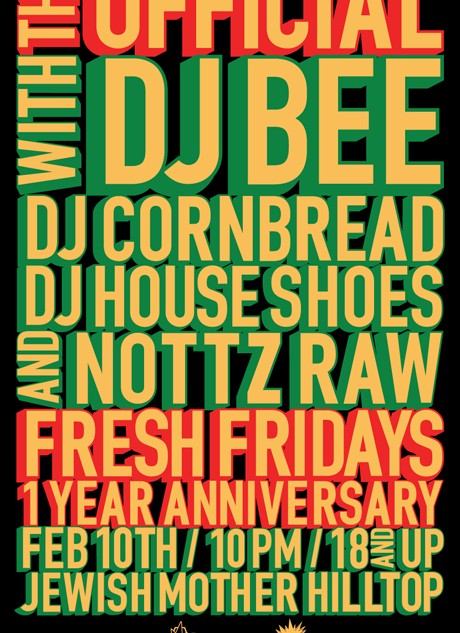 THE
OFFICIAL
WITH
DJ BEE
DJ CORNBREAD
DJ HOUSE SHOES
AND NOTTZ RAW
FRESH FRIDAYS
1 YEAR ANNIVERSARY
FEB 10TH / 10 PM / 18 AND UP
JEWISH MOTHER HILLTOP